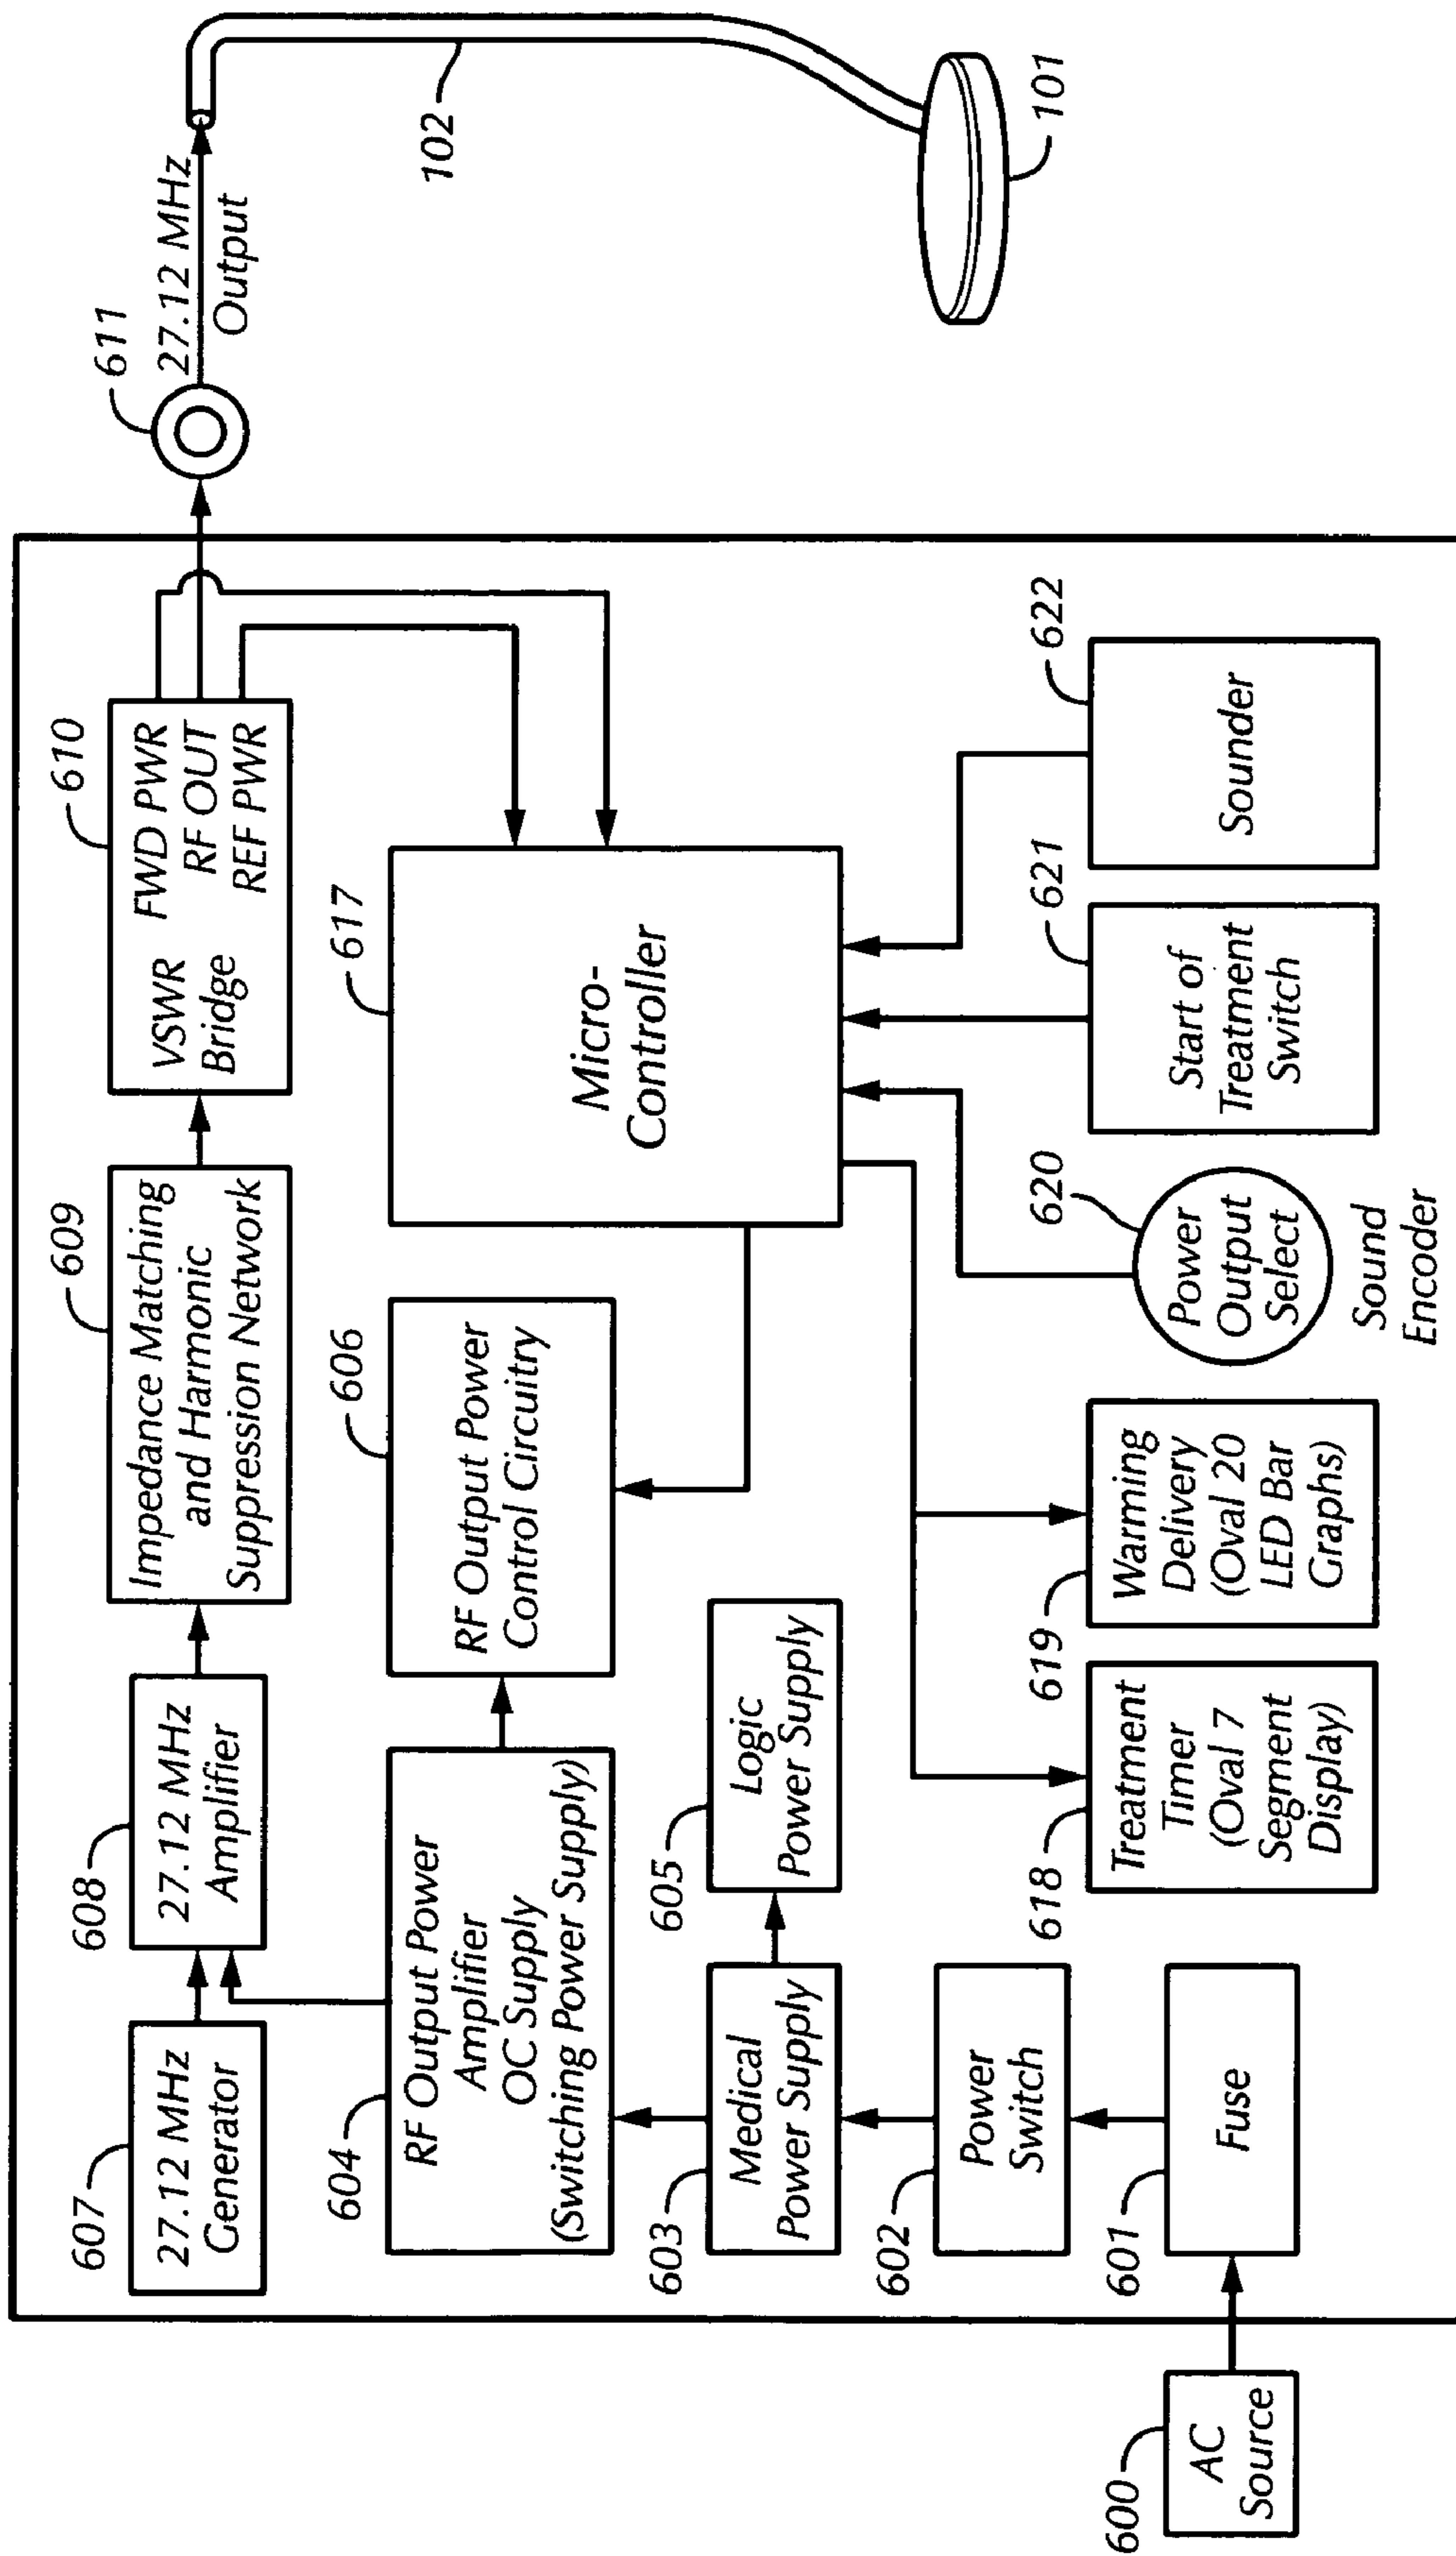 607
27.12 MHz
Generator
608
27.12 MHz
Amplifier
609
Impedance Matching
and Harmonic
Suppression Network
610
VSWR
Bridge
FWD PWR
RF OUT
REF PWR
611
27.12 MHz
Output
102
101
604
RF Output Power
Amplifier
OC Supply
(Switching Power Supply)
606
RF Output Power
Control Circuitry
617
Micro-
Controller
603
Medical
Power Supply
605
Logic
Power Supply
602
Power
Switch
600
AC
Source
601
Fuse
618
Treatment
Timer
(Oval 7
Segment
Display)
619
Warming
Delivery
(Oval 20
LED Bar
Graphs)
620
Power
Output
Select
Sound
Encoder
621
Start of
Treatment
Switch
622
Sounder